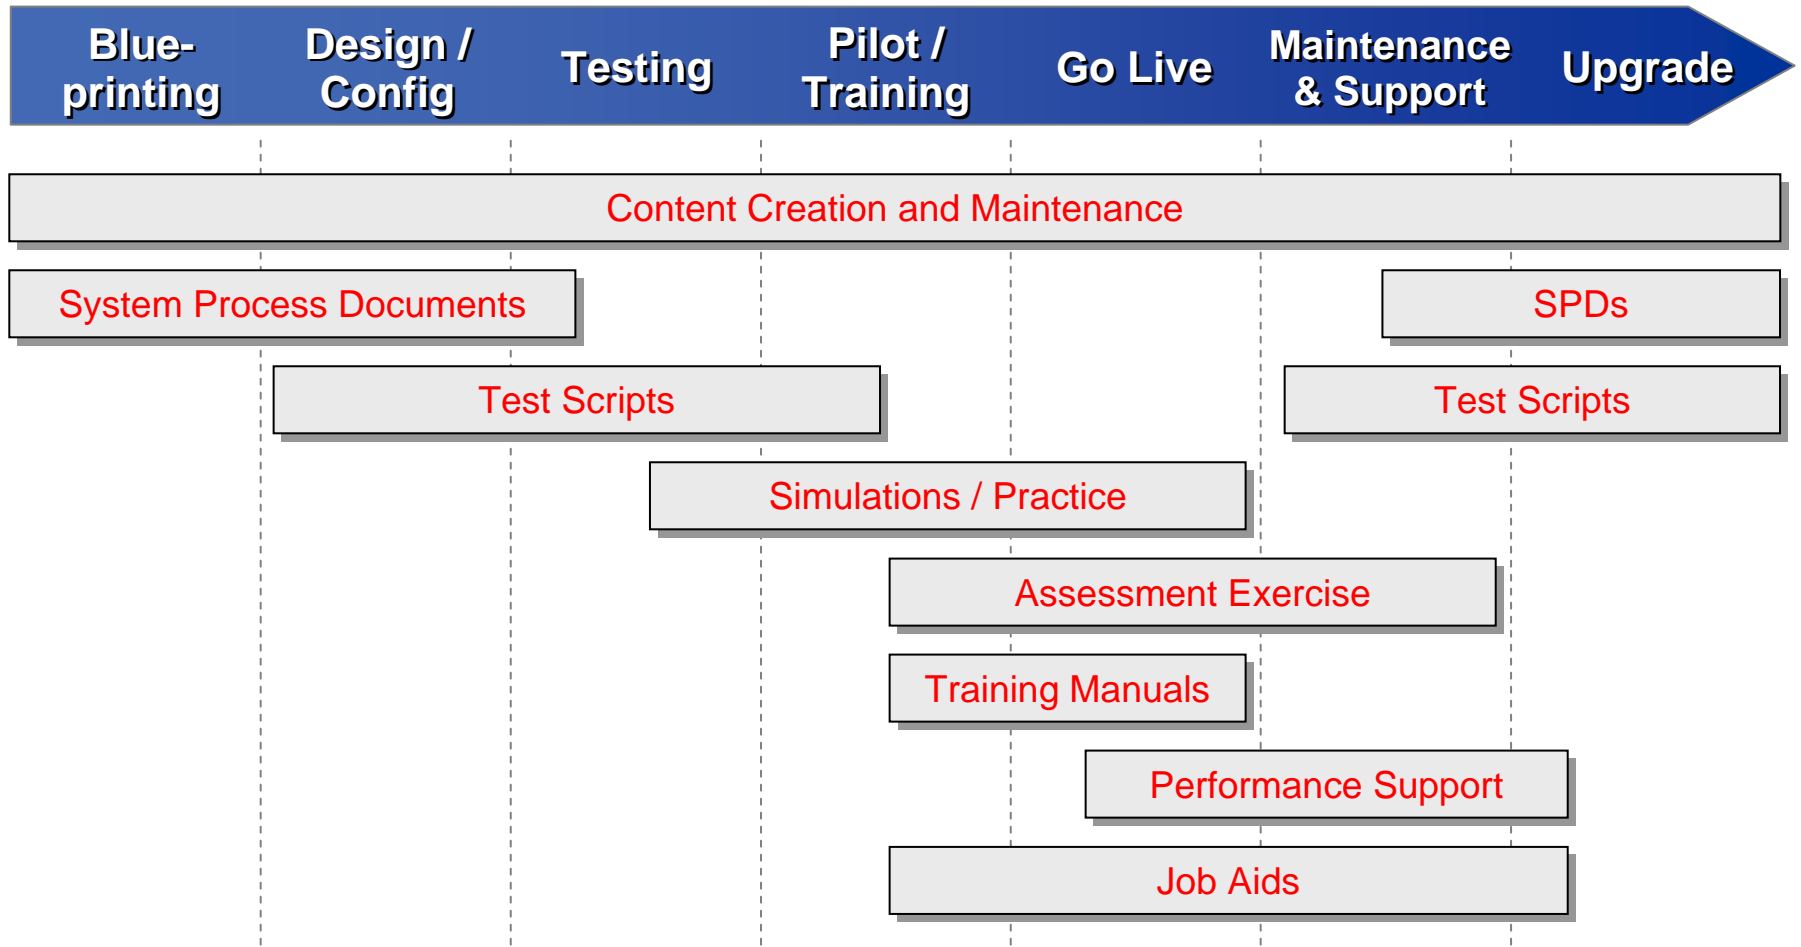 Blue-
printing
Design /
Config
Testing
Pilot /
Training
Go Live
Maintenance
& Support
Upgrade
Content Creation and Maintenance
System Process Documents
SPDs
Test Scripts
Test Scripts
Simulations / Practice
Assessment Exercise
Training Manuals
Performance Support
Job Aids